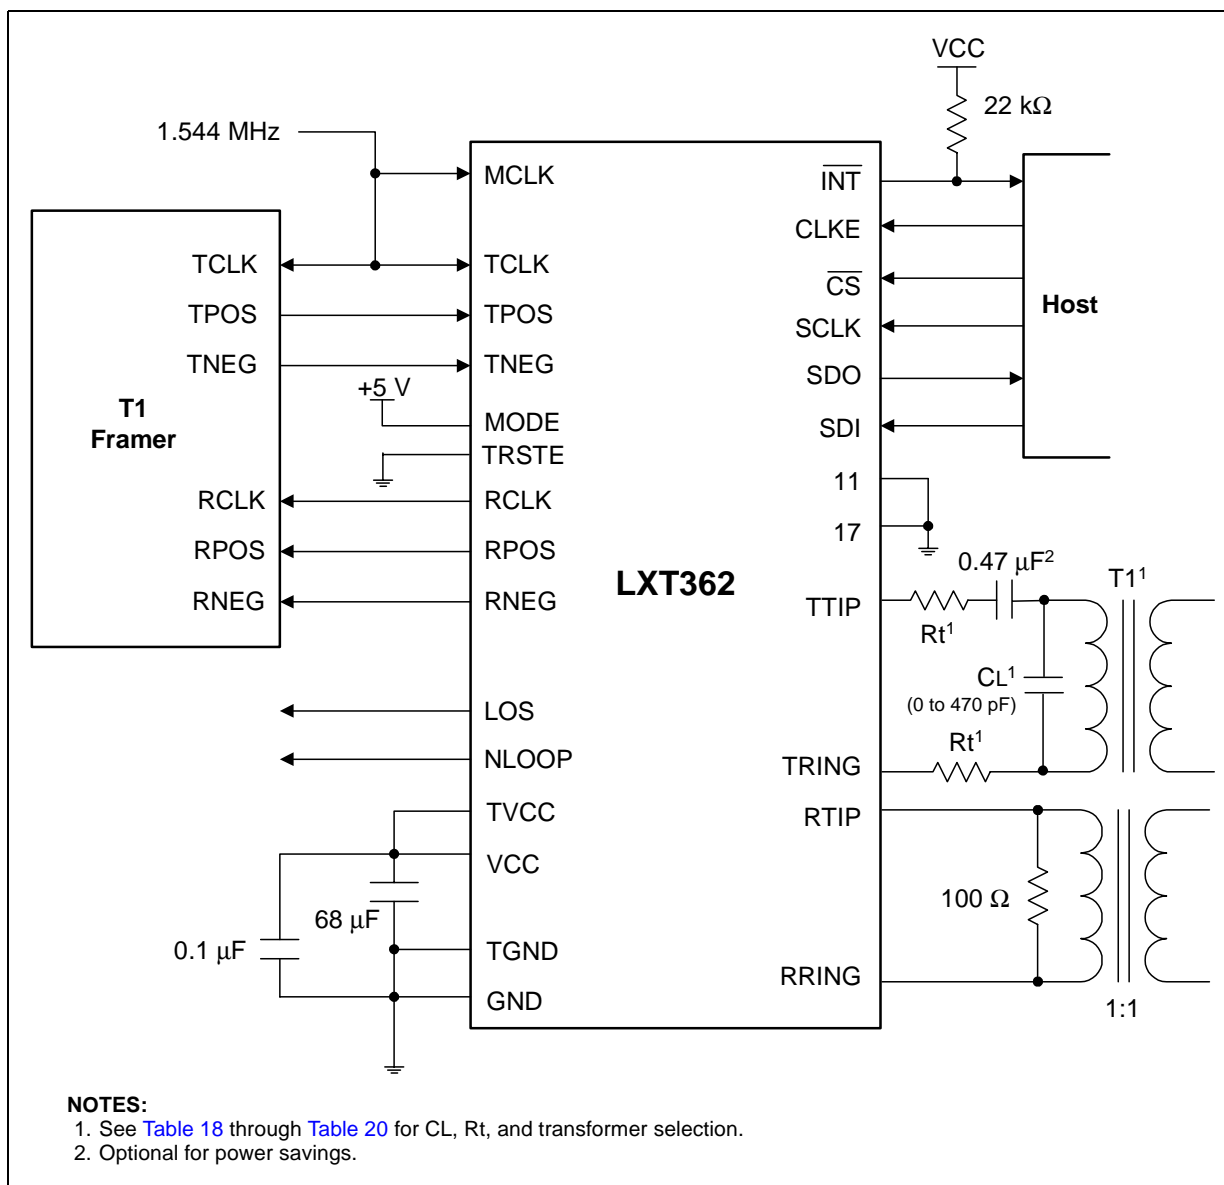 VCC
22 kΩ
1.544 MHz
MCLK
INT
CLKE
TCLK
TCLK
CS
Host
TPOS
TPOS
SCLK
TNEG
TNEG
SDO
+5 V
T1
Framer
MODE
SDI
TRSTE
11
RCLK
RCLK
17
RPOS
RPOS
0.47 μF²
LXT362
T1¹
RNEG
RNEG
TTIP
Rt¹
CL¹
(0 to 470 pF)
LOS
Rt¹
NLOOP
TRING
TVCC
RTIP
VCC
68 μF
100 Ω
0.1 μF
TGND
RRING
GND
1:1
NOTES:
1. See Table 18 through Table 20 for CL, Rt, and transformer selection.
2. Optional for power savings.